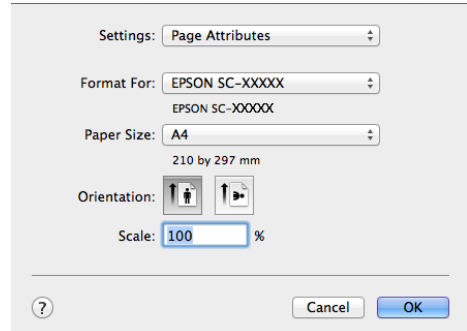 Settings: Page Attributes
Format For: EPSON SC-XXXXX
EPSON SC-XXXXX
Paper Size: A4
210 by 297 mm
Orientation:
Scale: 100 %
? Cancel OK